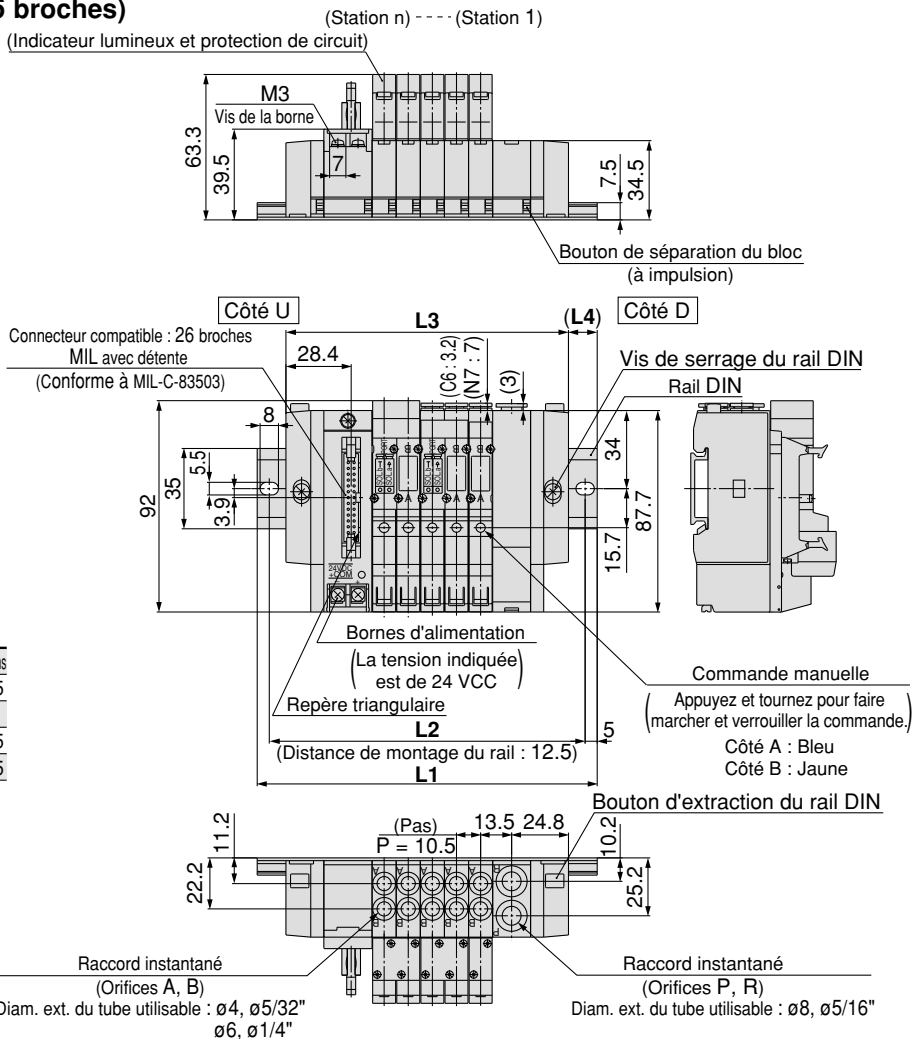 broches)
(Station n) ---- (Station 1)
(Indicateur lumineux et protection de circuit)
M3
Vis de la borne
63.3
39.5
7
7.5
34.5
Bouton de séparation du bloc
(à impulsion)
Côté U
L3
(L4)
Côté D
Connecteur compatible : 26 broches
MIL avec détente
(Conforme à MIL-C-83503)
28.4
(C6 : 3.2)
(N7 : 7)
(3)
Vis de serrage du rail DIN
Rail DIN
8
5.5
35
3.9
92
34
15.7
87.7
24VDC
+COM
Bornes d'alimentation
(La tension indiquée
est de 24 VCC)
Repère triangulaire
Commande manuelle
(Appuyez et tournez pour faire
marcher et verrouiller la commande.)
Côté A : Bleu
Côté B : Jaune
L2
5
(Distance de montage du rail : 12.5)
L1
Bouton d'extraction du rail DIN
11.2
22.2
(Pas)
P = 10.5
13.5
24.8
10.2
25.2
Raccord instantané
(Orifices A, B)
Diam. ext. du tube utilisable : ø4, ø5/32"
ø6, ø1/4"
Raccord instantané
(Orifices P, R)
Diam. ext. du tube utilisable : ø8, ø5/16"